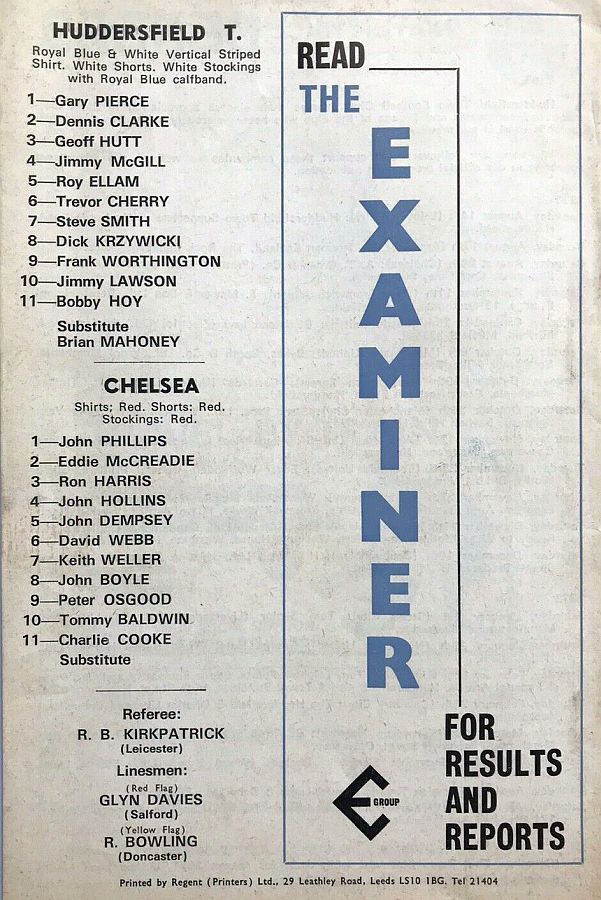 HUDDERSFIELD T.
Royal Blue & White Vertical Striped
Shirt. White Shorts. White Stockings
with Royal Blue calfband.
1—Gary PIERCE
2—Dennis CLARKE
3—Geoff HUTT
4—Jimmy McGILL
5—Roy ELLAM
6—Trevor CHERRY
7—Steve SMITH
8—Dick KRZYWICKI
9—Frank WORTHINGTON
10—Jimmy LAWSON
11—Bobby HOY
Substitute
Brian MAHONEY
CHELSEA
Shirts; Red. Shorts: Red.
Stockings: Red.
1—John PHILLIPS
2—Eddie McCREADIE
3—Ron HARRIS
4—John HOLLINS
5—John DEMPSEY
6—David WEBB
7—Keith WELLER
8—John BOYLE
9—Peter OSGOOD
10—Tommy BALDWIN
11—Charlie COOKE
Substitute
Referee:
R. B. KIRKPATRICK
(Leicester)
Linesmen:
(Red Flag)
GLYN DAVIES
(Salford)
(Yellow Flag)
R. BOWLING
(Doncaster)
READ
THE
EXAMINER
FOR
RESULTS
AND
REPORTS
GROUP
Printed by Regent (Printers) Ltd., 29 Leathley Road, Leeds LS10 1BG. Tel 21404